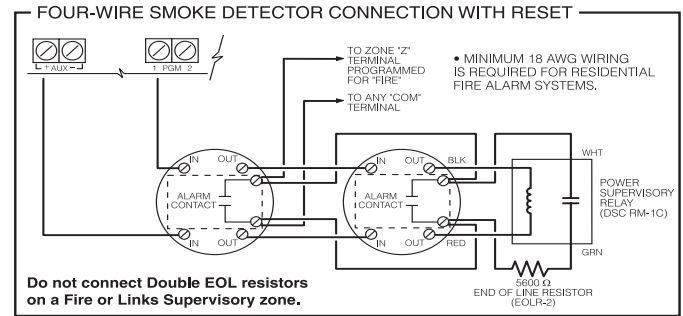 FOUR-WIRE SMOKE DETECTOR CONNECTION WITH RESET
+ AUX -
1 PGM 2
TO ZONE "Z"
TERMINAL
PROGRAMMED
FOR "FIRE"
TO ANY "COM"
TERMINAL
• MINIMUM 18 AWG WIRING
IS REQUIRED FOR RESIDENTIAL
FIRE ALARM SYSTEMS.
IN
OUT
ALARM
CONTACT
IN
OUT
IN
OUT
BLK
ALARM
CONTACT
IN
OUT
RED
WHT
POWER
SUPERVISORY
RELAY
(DSC RM-1C)
GRN
5600 Ω
END OF LINE RESISTOR
(EOLR-2)
Do not connect Double EOL resistors
on a Fire or Links Supervisory zone.